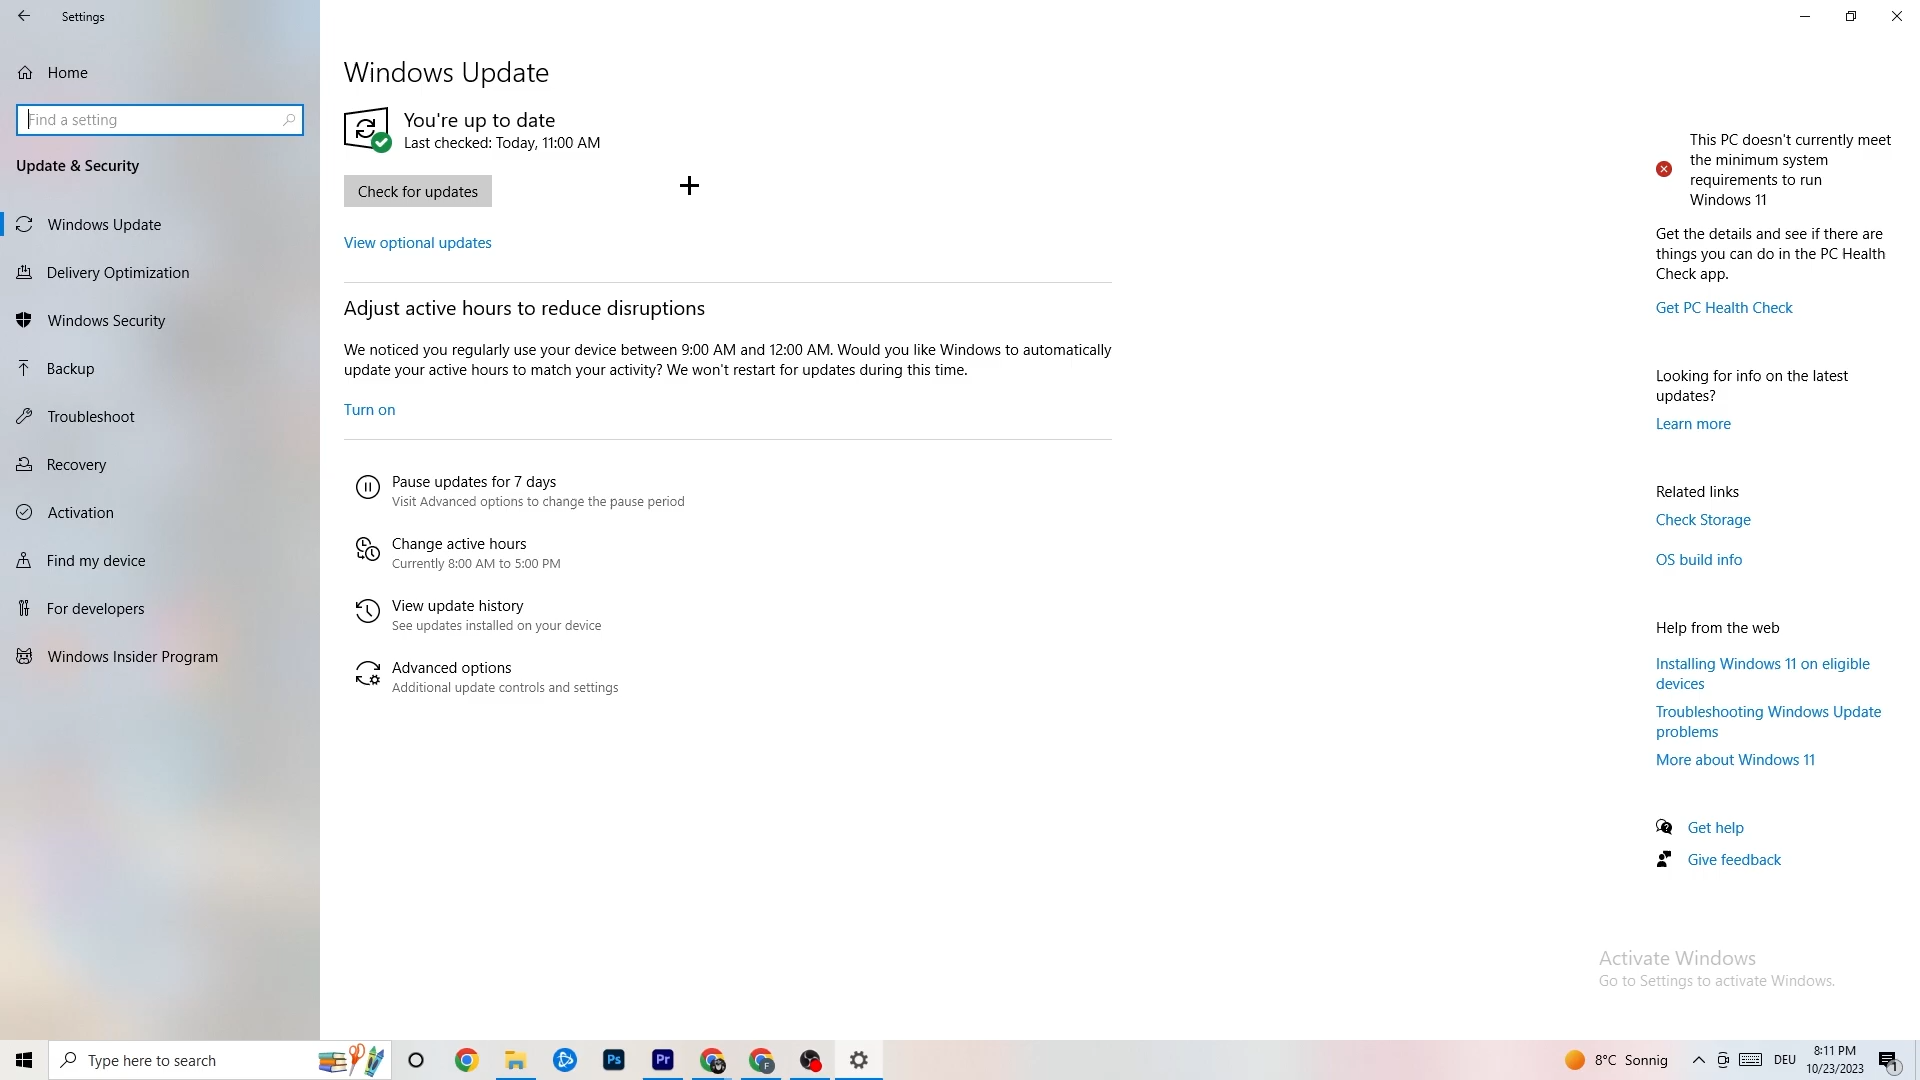 Settings
Home
Find a setting
Update & Security
Windows Update
Delivery Optimization
Windows Security
Backup
Troubleshoot
Recovery
Activation
Find my device
For developers
Windows Insider Program
Windows Update
You're up to date
Last checked: Today, 11:00 AM
Check for updates
View optional updates
Adjust active hours to reduce disruptions
We noticed you regularly use your device between 9:00 AM and 12:00 AM. Would you like Windows to automatically
update your active hours to match your activity? We won't restart for updates during this time.
Turn on
Pause updates for 7 days
Visit Advanced options to change the pause period
Change active hours
Currently 8:00 AM to 5:00 PM
View update history
See updates installed on your device
Advanced options
Additional update controls and settings
This PC doesn't currently meet
the minimum system
requirements to run
Windows 11
Get the details and see if there are
things you can do in the PC Health
Check app.
Get PC Health Check
Looking for info on the latest
updates?
Learn more
Related links
Check Storage
OS build info
Help from the web
Installing Windows 11 on eligible
devices
Troubleshooting Windows Update
problems
More about Windows 11
Get help
Give feedback
Activate Windows
Go to Settings to activate Windows.
Type here to search
Ps
Pr
F
8°C Sonnig
DEU
8:11 PM
10/23/2023
1